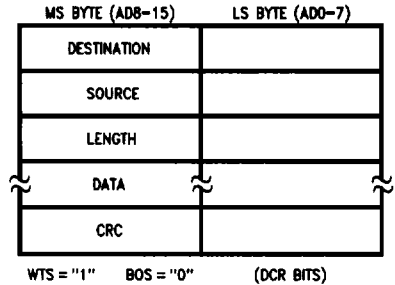 MS BYTE (AD8-15) LS BYTE (AD0-7)
DESTINATION
SOURCE
LENGTH
DATA
CRC
WTS = "1" BOS = "0" (DCR BITS)